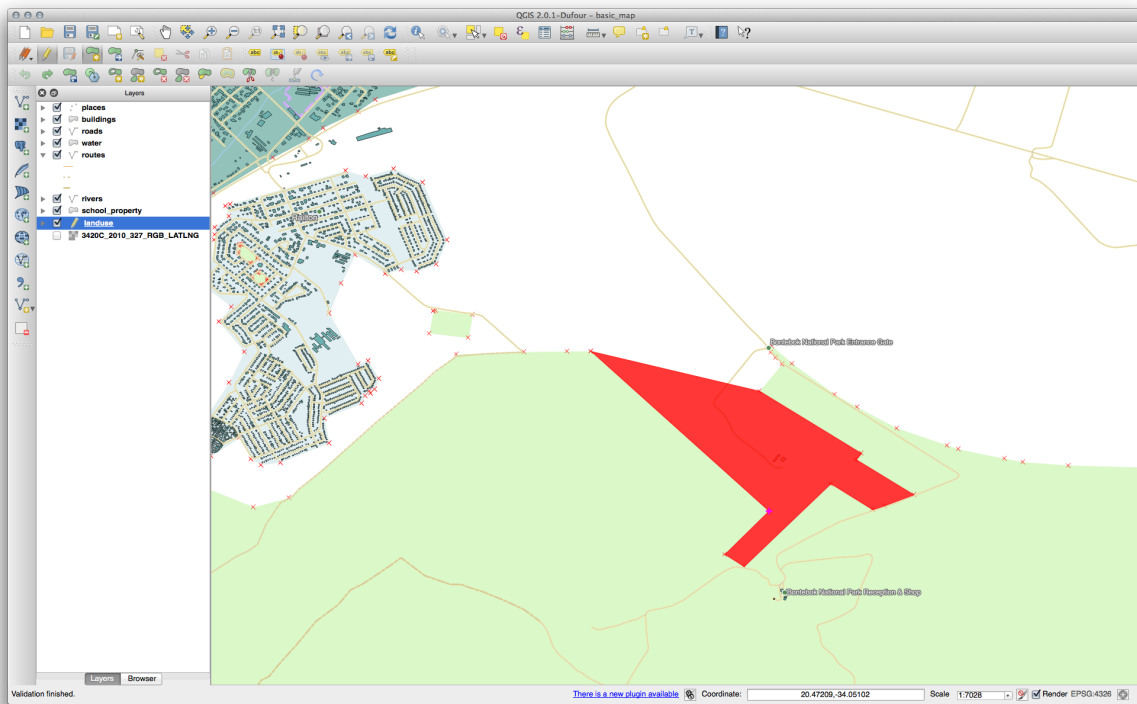 QGIS 2.0.1-Dufour - basic_map
Layers
places
buildings
roads
water
routes
rivers
school_property
landuse
3420C_2010_327_RGB_LATLNG
Railton
Bontebok National Park Entrance Gate
Bontebok National Park Reception & Shop
Layers Browser
Validation finished. There is a new plugin available Coordinate: 20.47209,-34.05102 Scale 1:7028 Render EPSG:4326